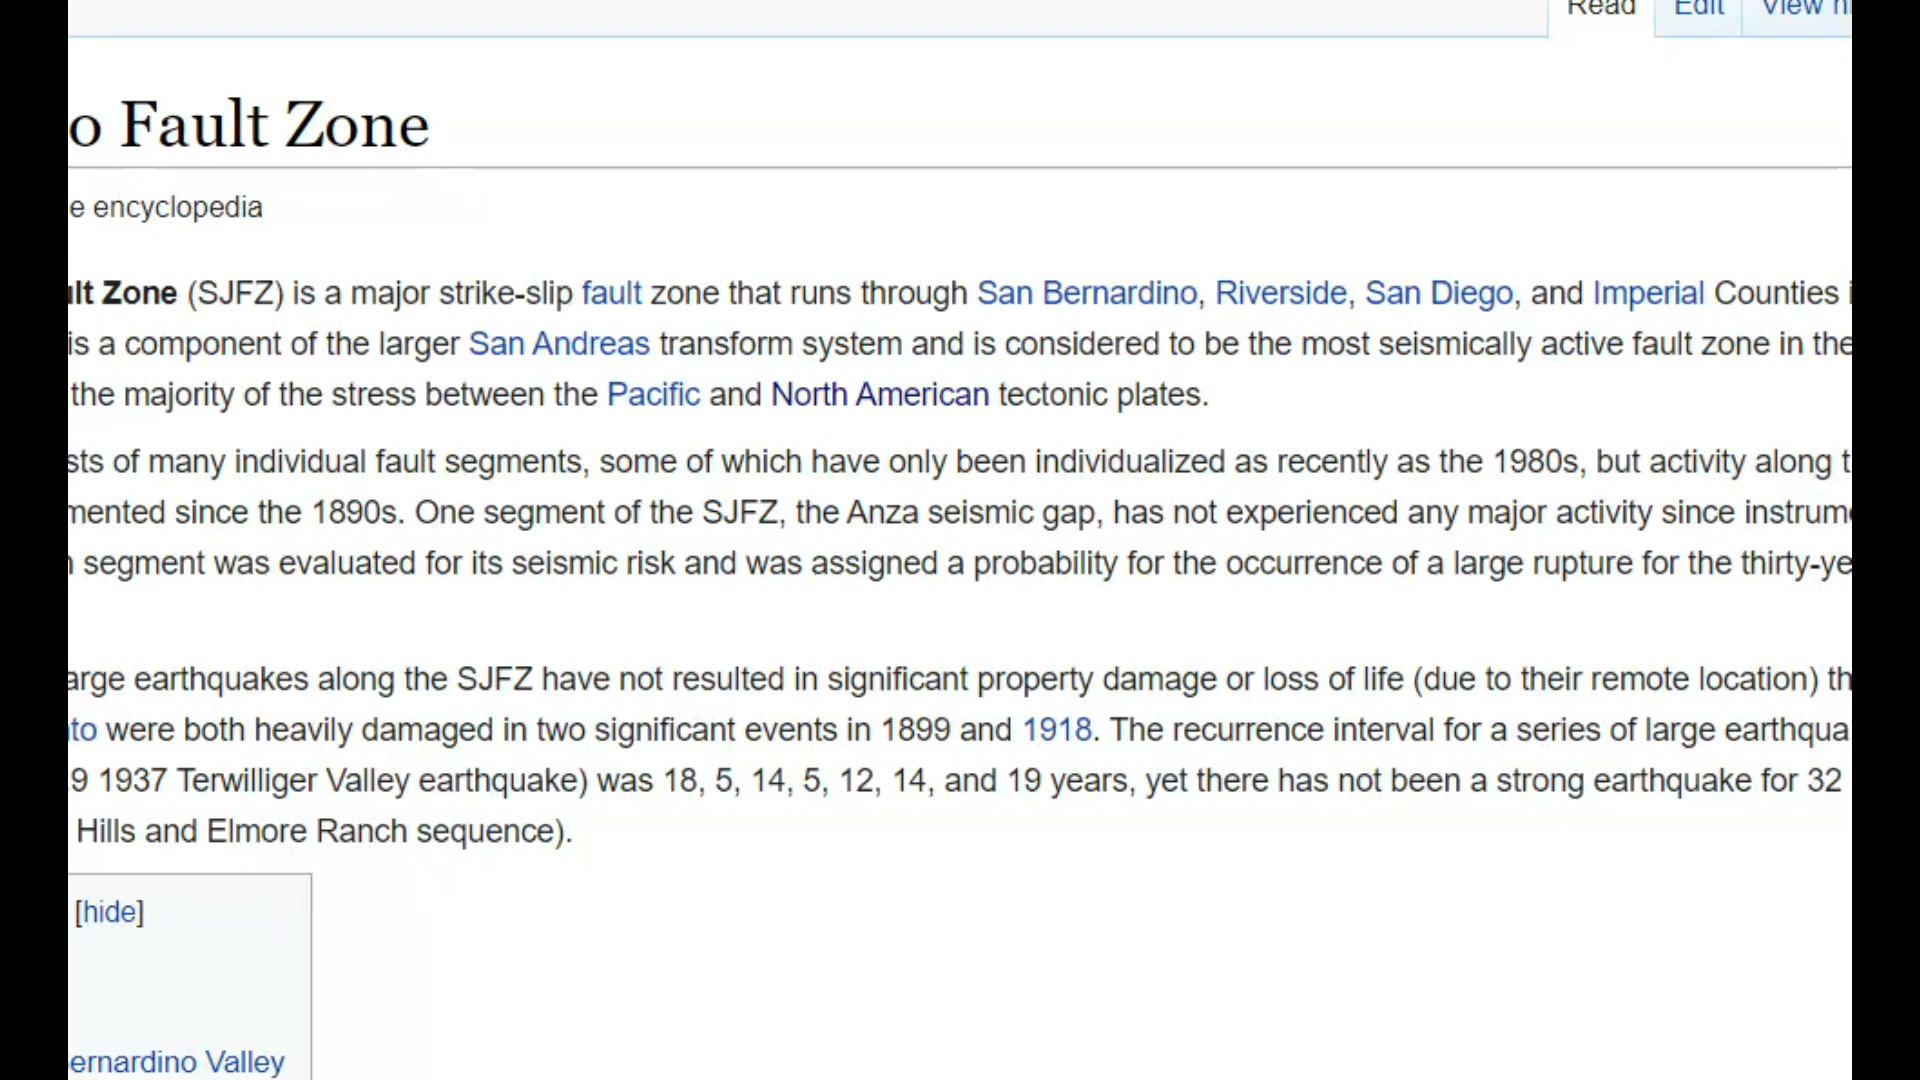 Read Edit View
o Fault Zone
e encyclopedia
ult Zone (SJFZ) is a major strike-slip fault zone that runs through San Bernardino, Riverside, San Diego, and Imperial Counties
is a component of the larger San Andreas transform system and is considered to be the most seismically active fault zone in the
the majority of the stress between the Pacific and North American tectonic plates.
sts of many individual fault segments, some of which have only been individualized as recently as the 1980s, but activity along t
mented since the 1890s. One segment of the SJFZ, the Anza seismic gap, has not experienced any major activity since instrum
segment was evaluated for its seismic risk and was assigned a probability for the occurrence of a large rupture for the thirty-ye
arge earthquakes along the SJFZ have not resulted in significant property damage or loss of life (due to their remote location) th
to were both heavily damaged in two significant events in 1899 and 1918. The recurrence interval for a series of large earthqua
9 1937 Terwilliger Valley earthquake) was 18, 5, 14, 5, 12, 14, and 19 years, yet there has not been a strong earthquake for 32
Hills and Elmore Ranch sequence).
[hide]
ernardino Valley